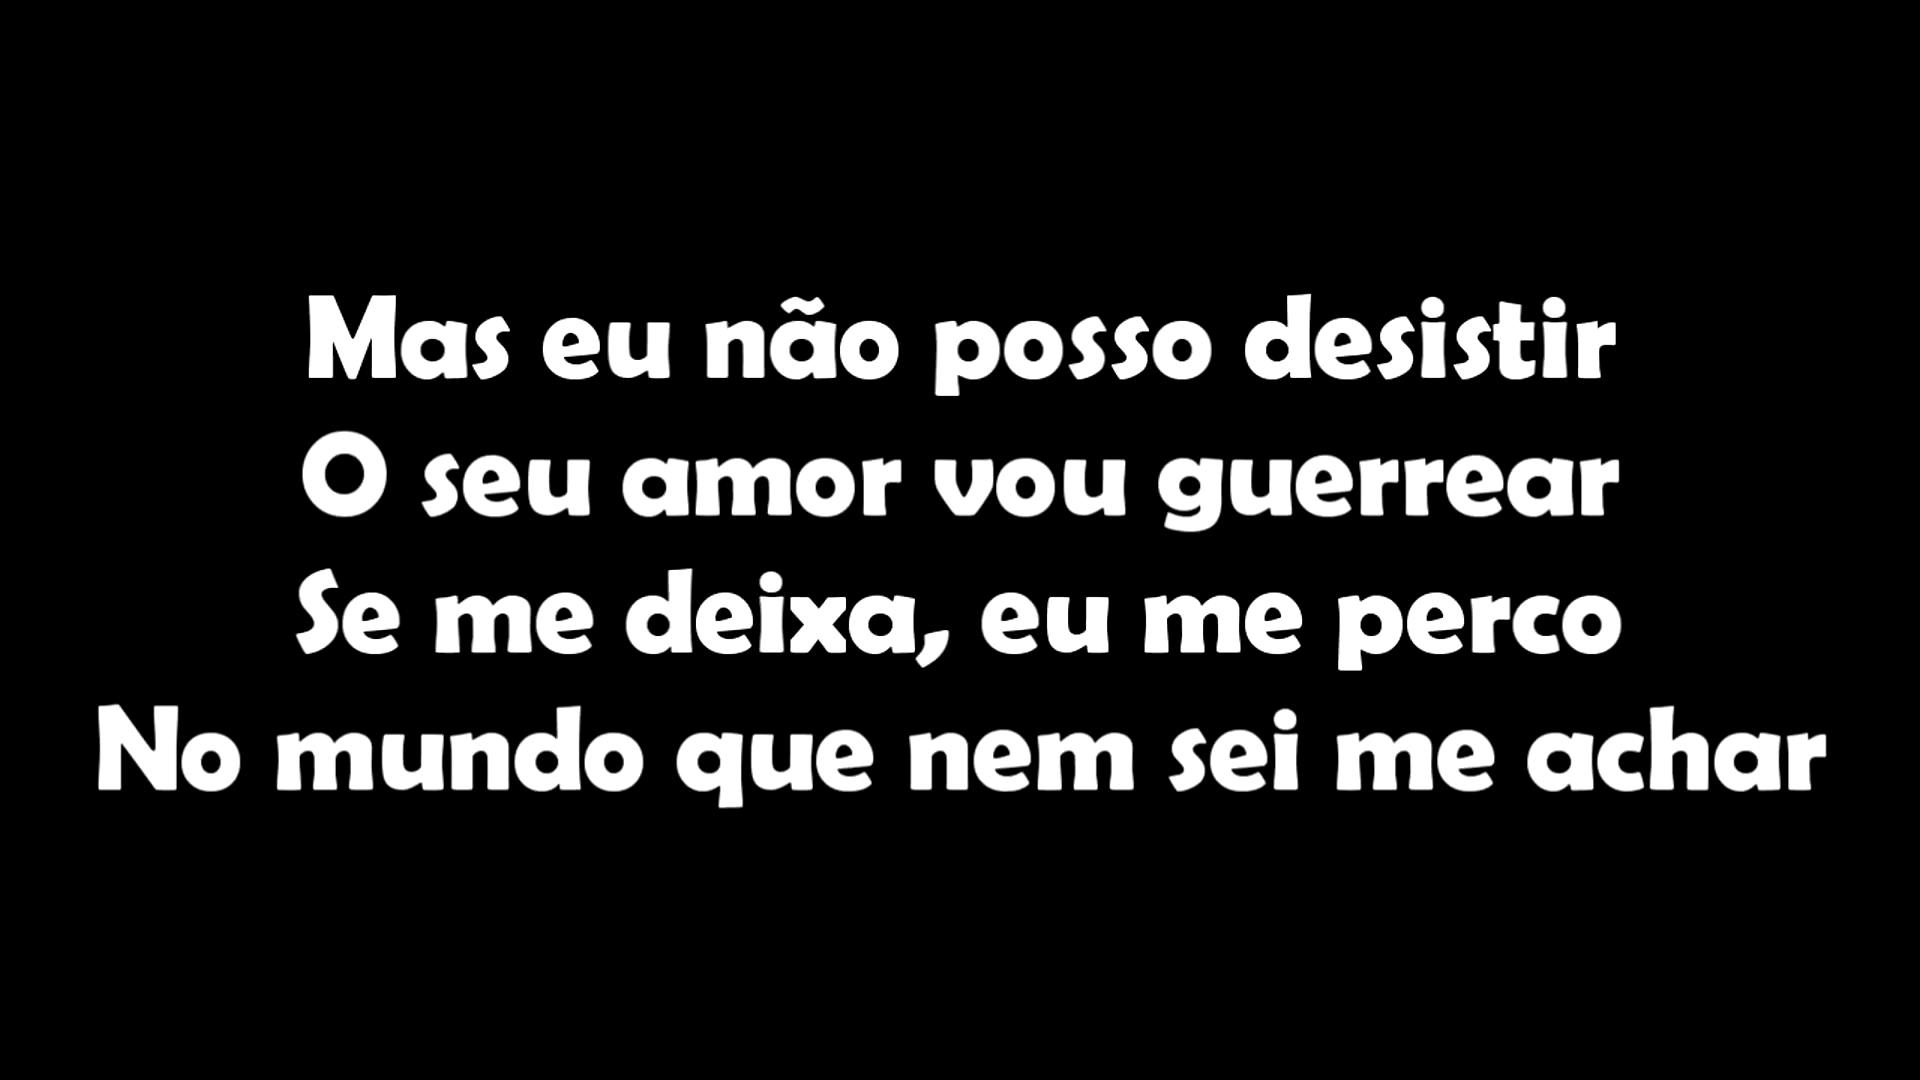 Mas eu não posso desistir
O seu amor vou guerrear
Se me deixa, eu me perco
No mundo que nem sei me achar